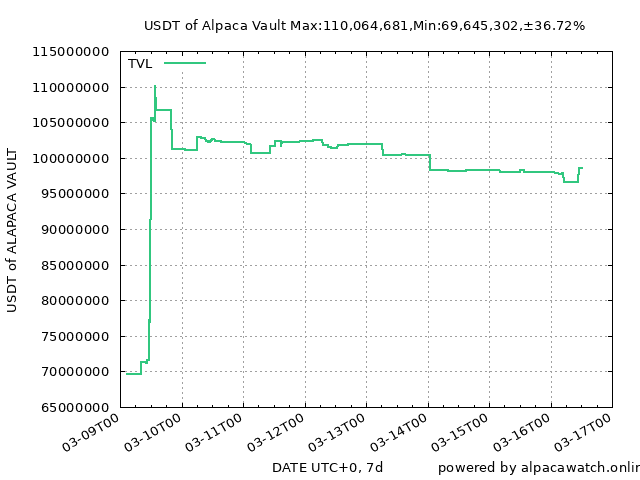 USDT of Alpaca Vault Max:110,064,681,Min:69,645,302,±36.72%
TVL
115000000
110000000
105000000
100000000
95000000
90000000
85000000
80000000
75000000
70000000
65000000
USDT of ALAPACA VAULT
03-09T00
03-10T00
03-11T00
03-12T00
03-13T00
03-14T00
03-15T00
03-16T00
03-17T00
DATE UTC+0, 7d
powered by alpacawatch.onlin